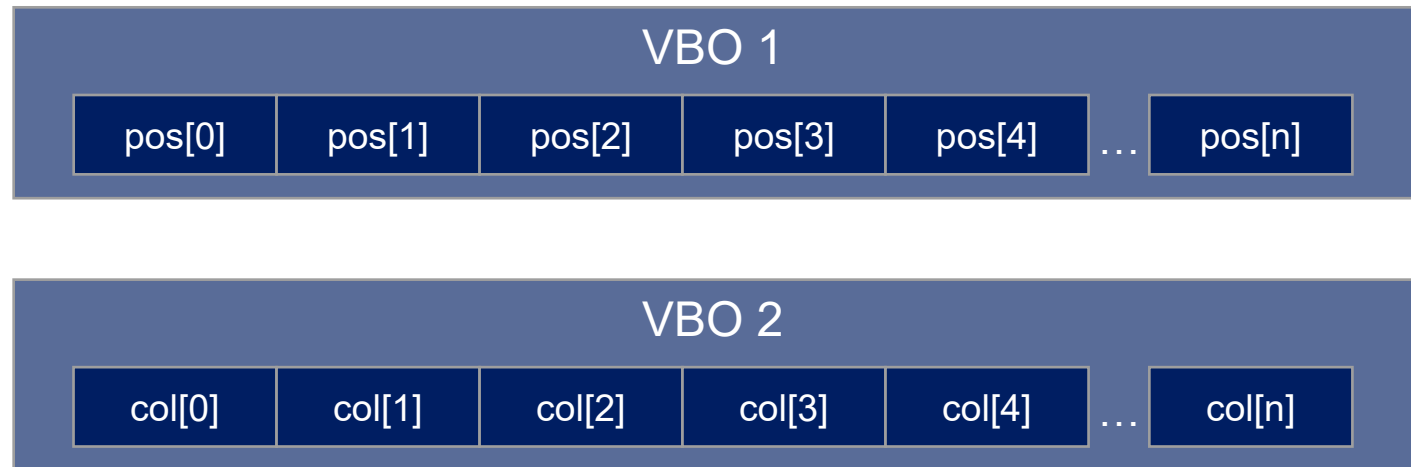 VBO 1
pos[0] pos[1] pos[2] pos[3] pos[4] ... pos[n]
VBO 2
col[0] col[1] col[2] col[3] col[4] ... col[n]